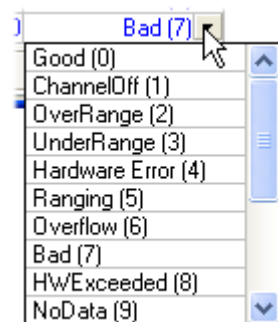 Bad (7)
Good (0)
ChannelOff (1)
OverRange (2)
UnderRange (3)
Hardware Error (4)
Ranging (5)
Overflow (6)
Bad (7)
HWExceeded (8)
NoData (9)